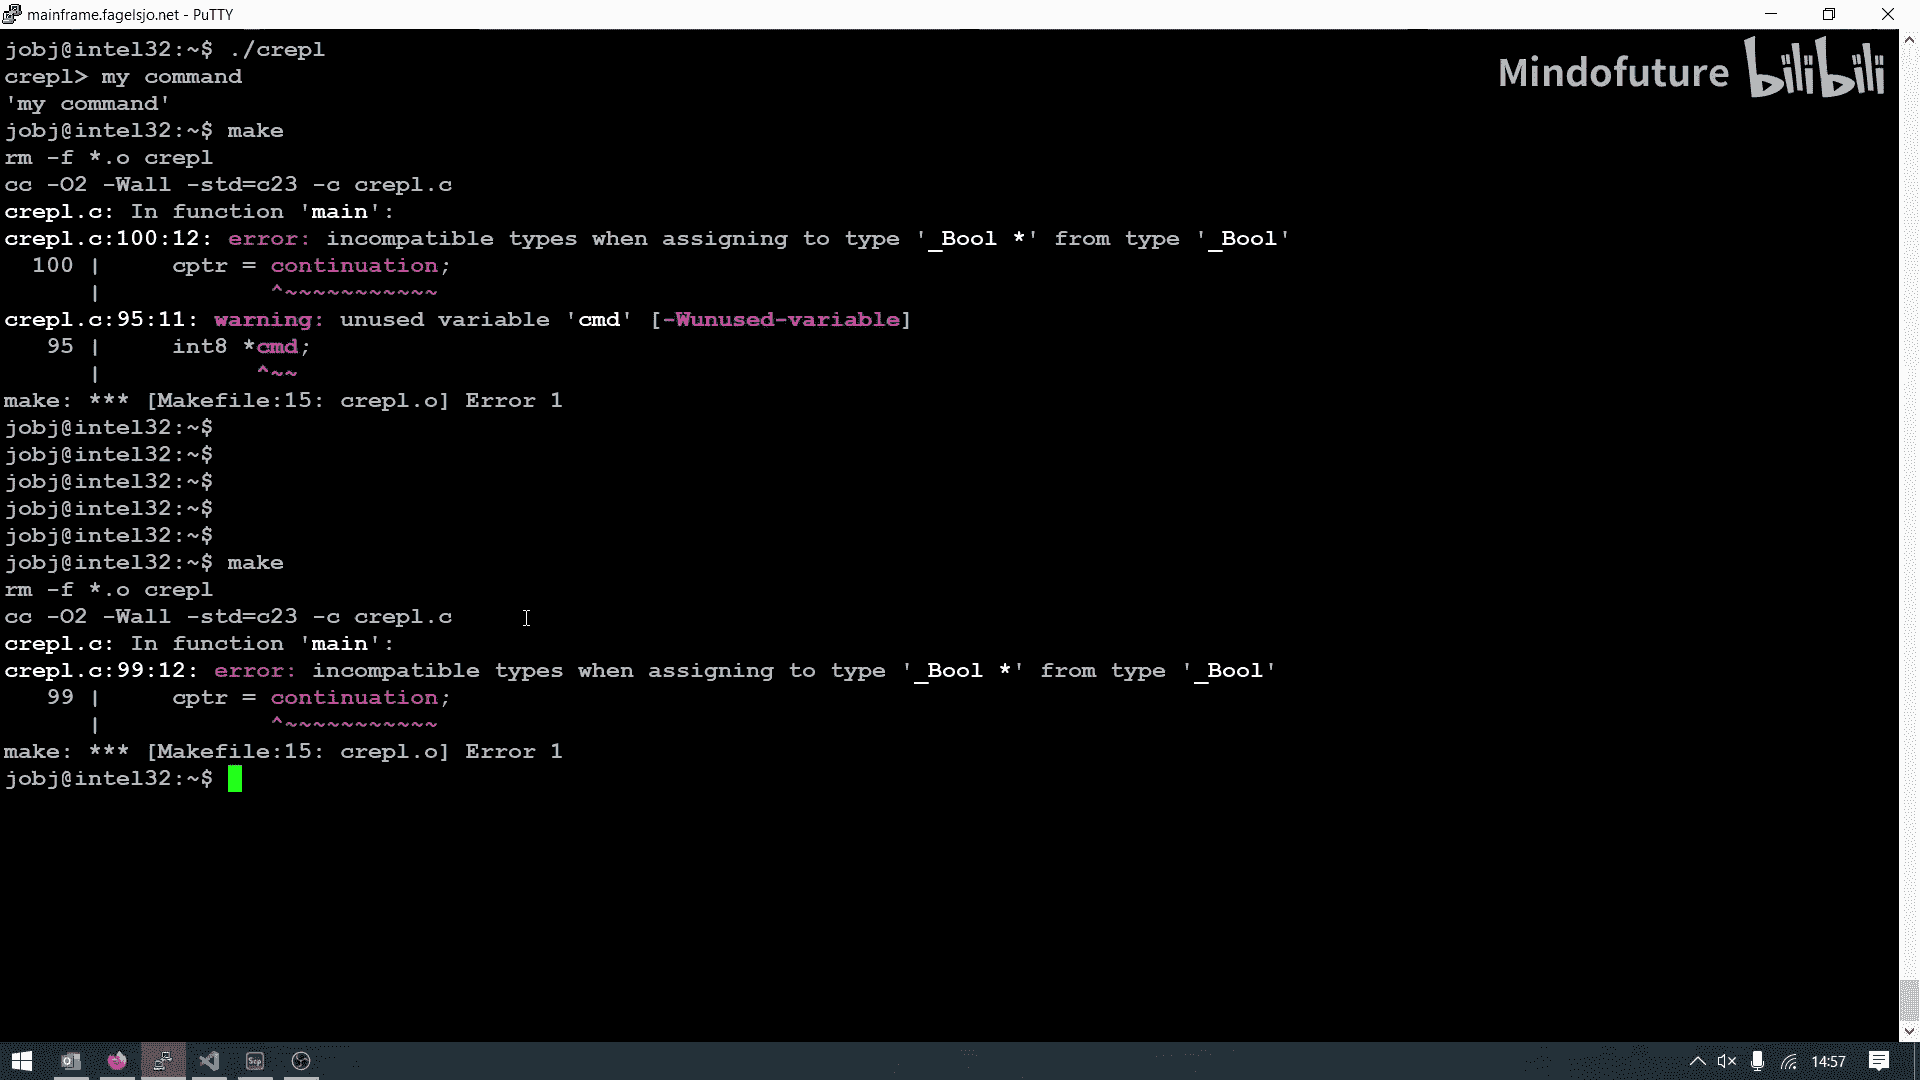 mainframe.fagelsjo.net - PuTTY
jobj@intel32:~$ ./crepl
crepl> my command
'my command'
jobj@intel32:~$ make
rm -f *.o crepl
cc -O2 -Wall -std=c23 -c crepl.c
crepl.c: In function 'main':
crepl.c:100:12: error: incompatible types when assigning to type '_Bool *' from type '_Bool'
  100 |     cptr = continuation;
      |            ^~~~~~~~~~~~
crepl.c:95:11: warning: unused variable 'cmd' [-Wunused-variable]
   95 |     int8 *cmd;
      |           ^~~
make: *** [Makefile:15: crepl.o] Error 1
jobj@intel32:~$
jobj@intel32:~$
jobj@intel32:~$
jobj@intel32:~$
jobj@intel32:~$
jobj@intel32:~$ make
rm -f *.o crepl
cc -O2 -Wall -std=c23 -c crepl.c
crepl.c: In function 'main':
crepl.c:99:12: error: incompatible types when assigning to type '_Bool *' from type '_Bool'
   99 |     cptr = continuation;
      |            ^~~~~~~~~~~~
make: *** [Makefile:15: crepl.o] Error 1
jobj@intel32:~$
Mindofuture bilibili
14:57